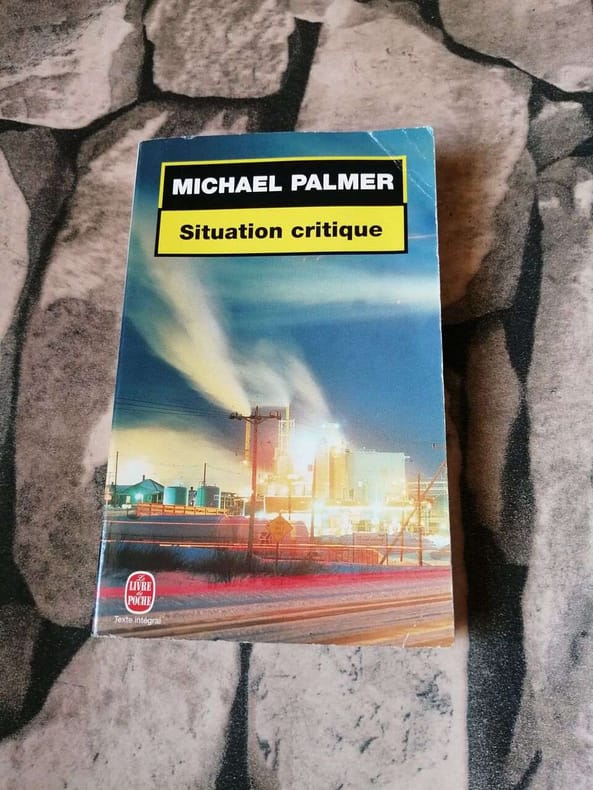 MICHAEL PALMER
Situation critique
Le
LIVRE
de
POCHE
Texte intégral